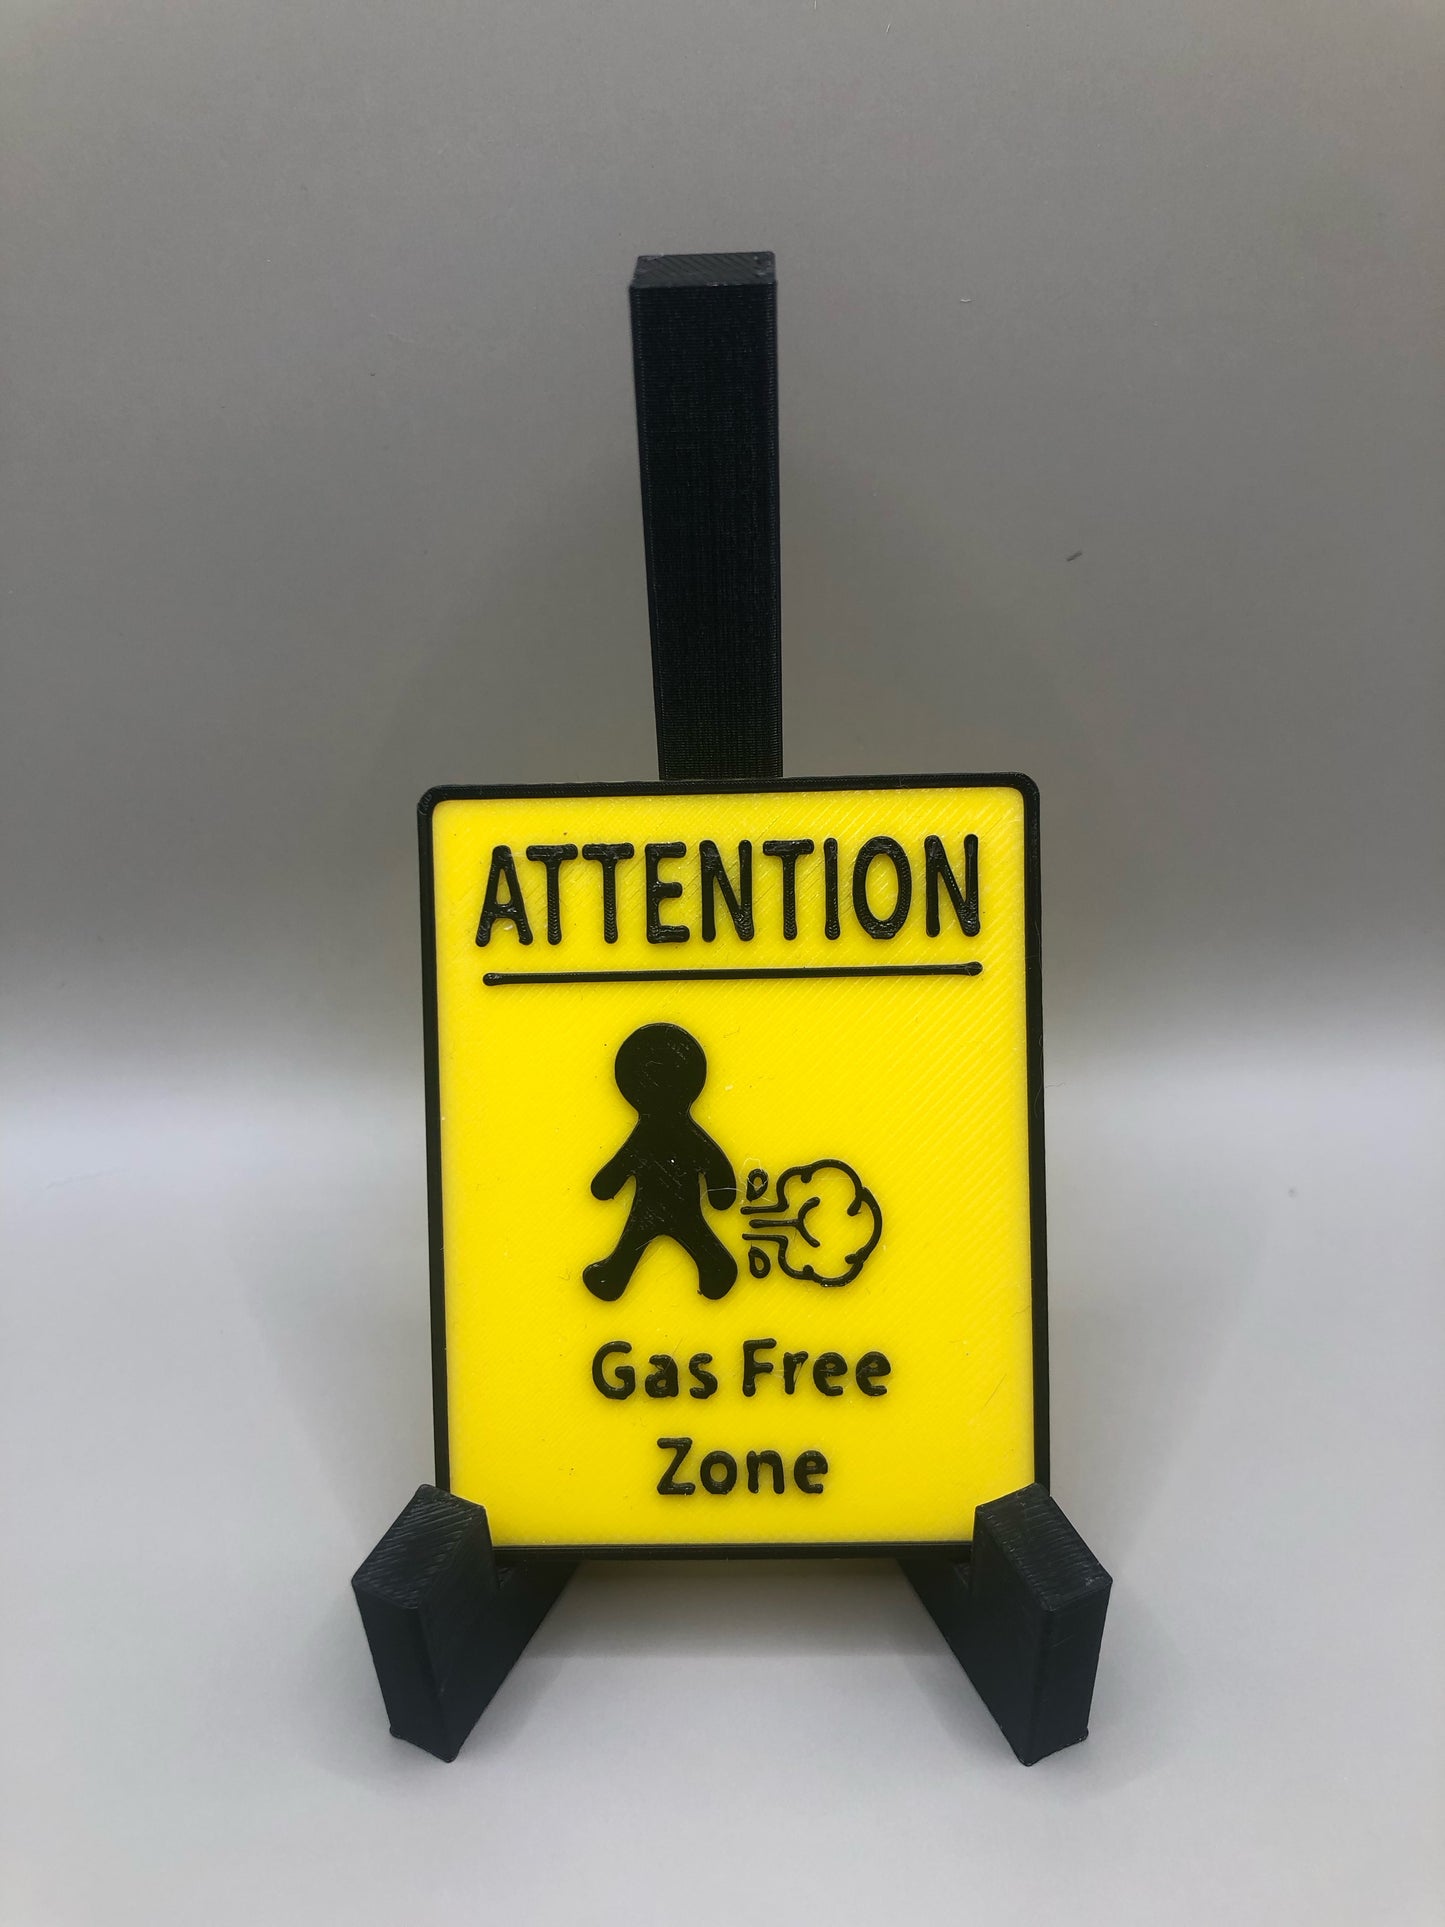 ATTENTION
Gas Free
Zone